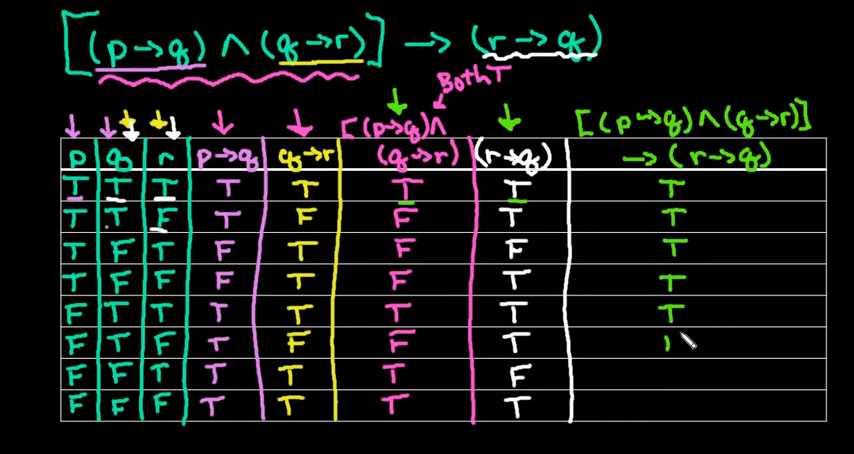 [(p→q) ∧ (q→r)] → (r→q)
Both T
[(p→q)∧ [(p→q) ∧ (q→r)]
p q r p→q q→r (q→r) (r→q) → (r→q)
T T T T T T T T
T T F T F F T T
T F T F T F F T
T F F F T F T T
F T T T T T T T
F T F T F F T
F F T T T T F
F F F T T T T